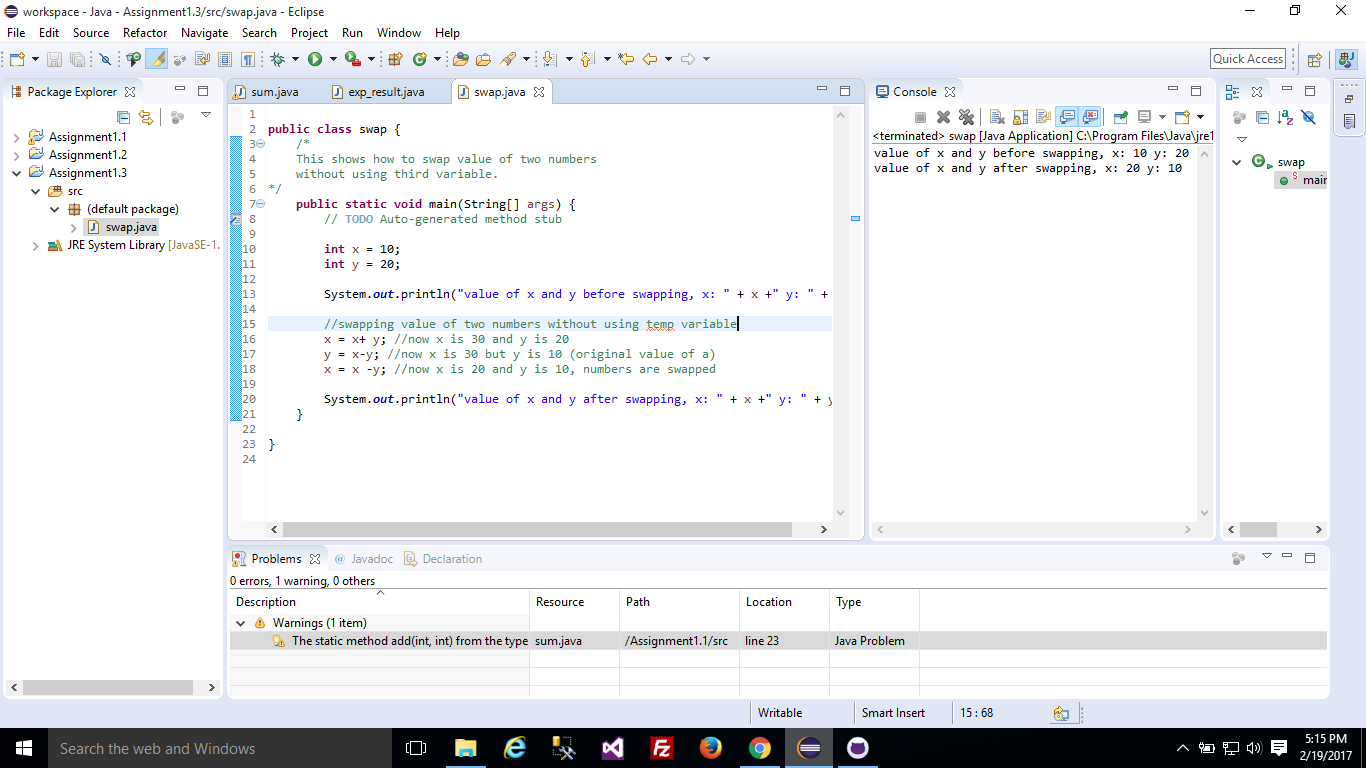 workspace - Java - Assignment1.3/src/swap.java - Eclipse
File Edit Source Refactor Navigate Search Project Run Window Help
Quick Access
Package Explorer
Assignment1.1
Assignment1.2
Assignment1.3
src
(default package)
swap.java
JRE System Library [JavaSE-1.
sum.java exp_result.java swap.java
1
2 public class swap {
3 /*
4 This shows how to swap value of two numbers
5 without using third variable.
6 */
7 public static void main(String[] args) {
8 // TODO Auto-generated method stub
9
10 int x = 10;
11 int y = 20;
12
13 System.out.println("value of x and y before swapping, x: " + x +" y: " +
14
15 //swapping value of two numbers without using temp variable
16 x = x+ y; //now x is 30 and y is 20
17 y = x-y; //now x is 30 but y is 10 (original value of a)
18 x = x -y; //now x is 20 and y is 10, numbers are swapped
19
20 System.out.println("value of x and y after swapping, x: " + x +" y: " + y
21 }
22
23 }
24
Console
<terminated> swap [Java Application] C:\Program Files\Java\jre1
value of x and y before swapping, x: 10 y: 20
value of x and y after swapping, x: 20 y: 10
swap
main
Problems @ Javadoc Declaration
0 errors, 1 warning, 0 others
Description Resource Path Location Type
Warnings (1 item)
The static method add(int, int) from the type sum.java /Assignment1.1/src line 23 Java Problem
Writable Smart Insert 15 : 68
Search the web and Windows
5:15 PM
2/19/2017